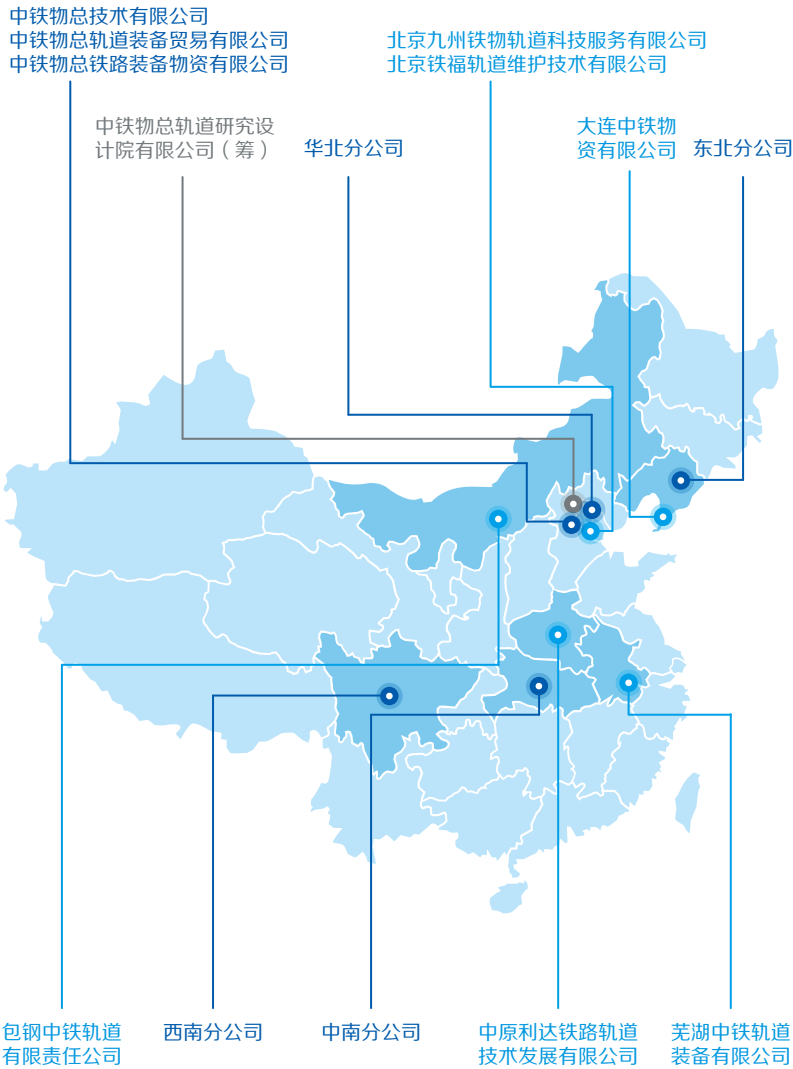 中铁物总技术有限公司
中铁物总轨道装备贸易有限公司
中铁物总铁路装备物资有限公司
北京九州铁物轨道科技服务有限公司
北京铁福轨道维护技术有限公司
中铁物总轨道研究设
计院有限公司（筹）
华北分公司
大连中铁物
资有限公司
东北分公司
包钢中铁轨道
有限责任公司
西南分公司
中南分公司
中原利达铁路轨道
技术发展有限公司
芜湖中铁轨道
装备有限公司